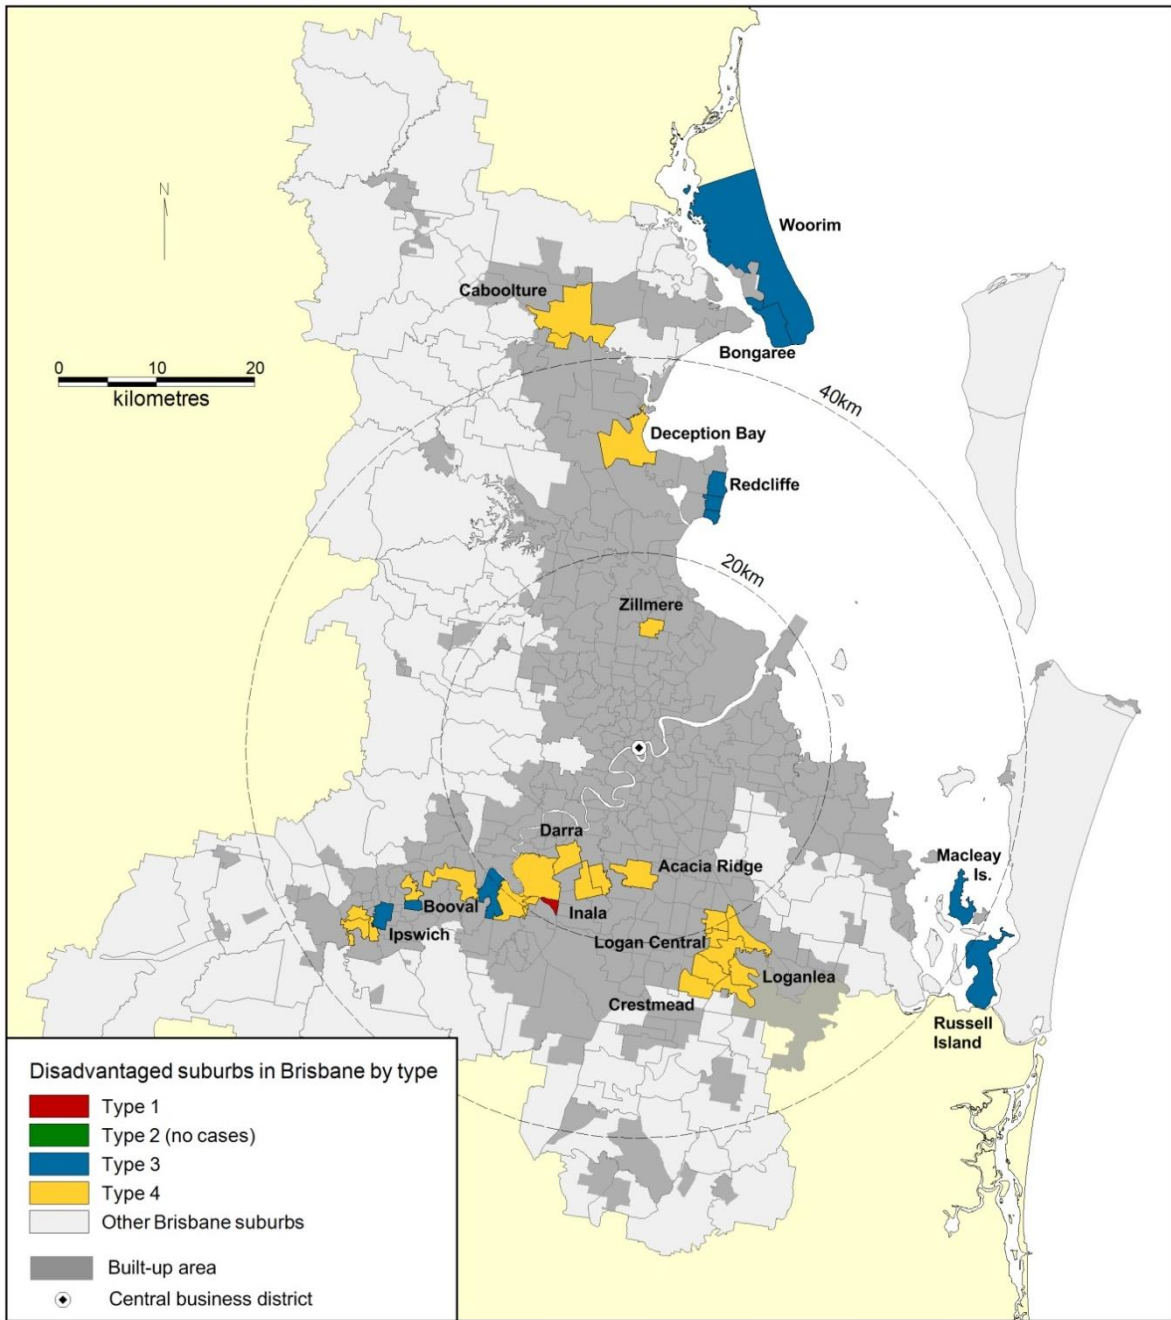 N
Woorim
Caboolture
Bongaree
0 10 20
kilometres
40km
Deception Bay
Redcliffe
20km
Zillmere
Darra
Acacia Ridge
Macleay
Is.
Booval
Inala
Ipswich
Logan Central
Loganlea
Crestmead
Russell
Island
Disadvantaged suburbs in Brisbane by type
Type 1
Type 2 (no cases)
Type 3
Type 4
Other Brisbane suburbs
Built-up area
Central business district